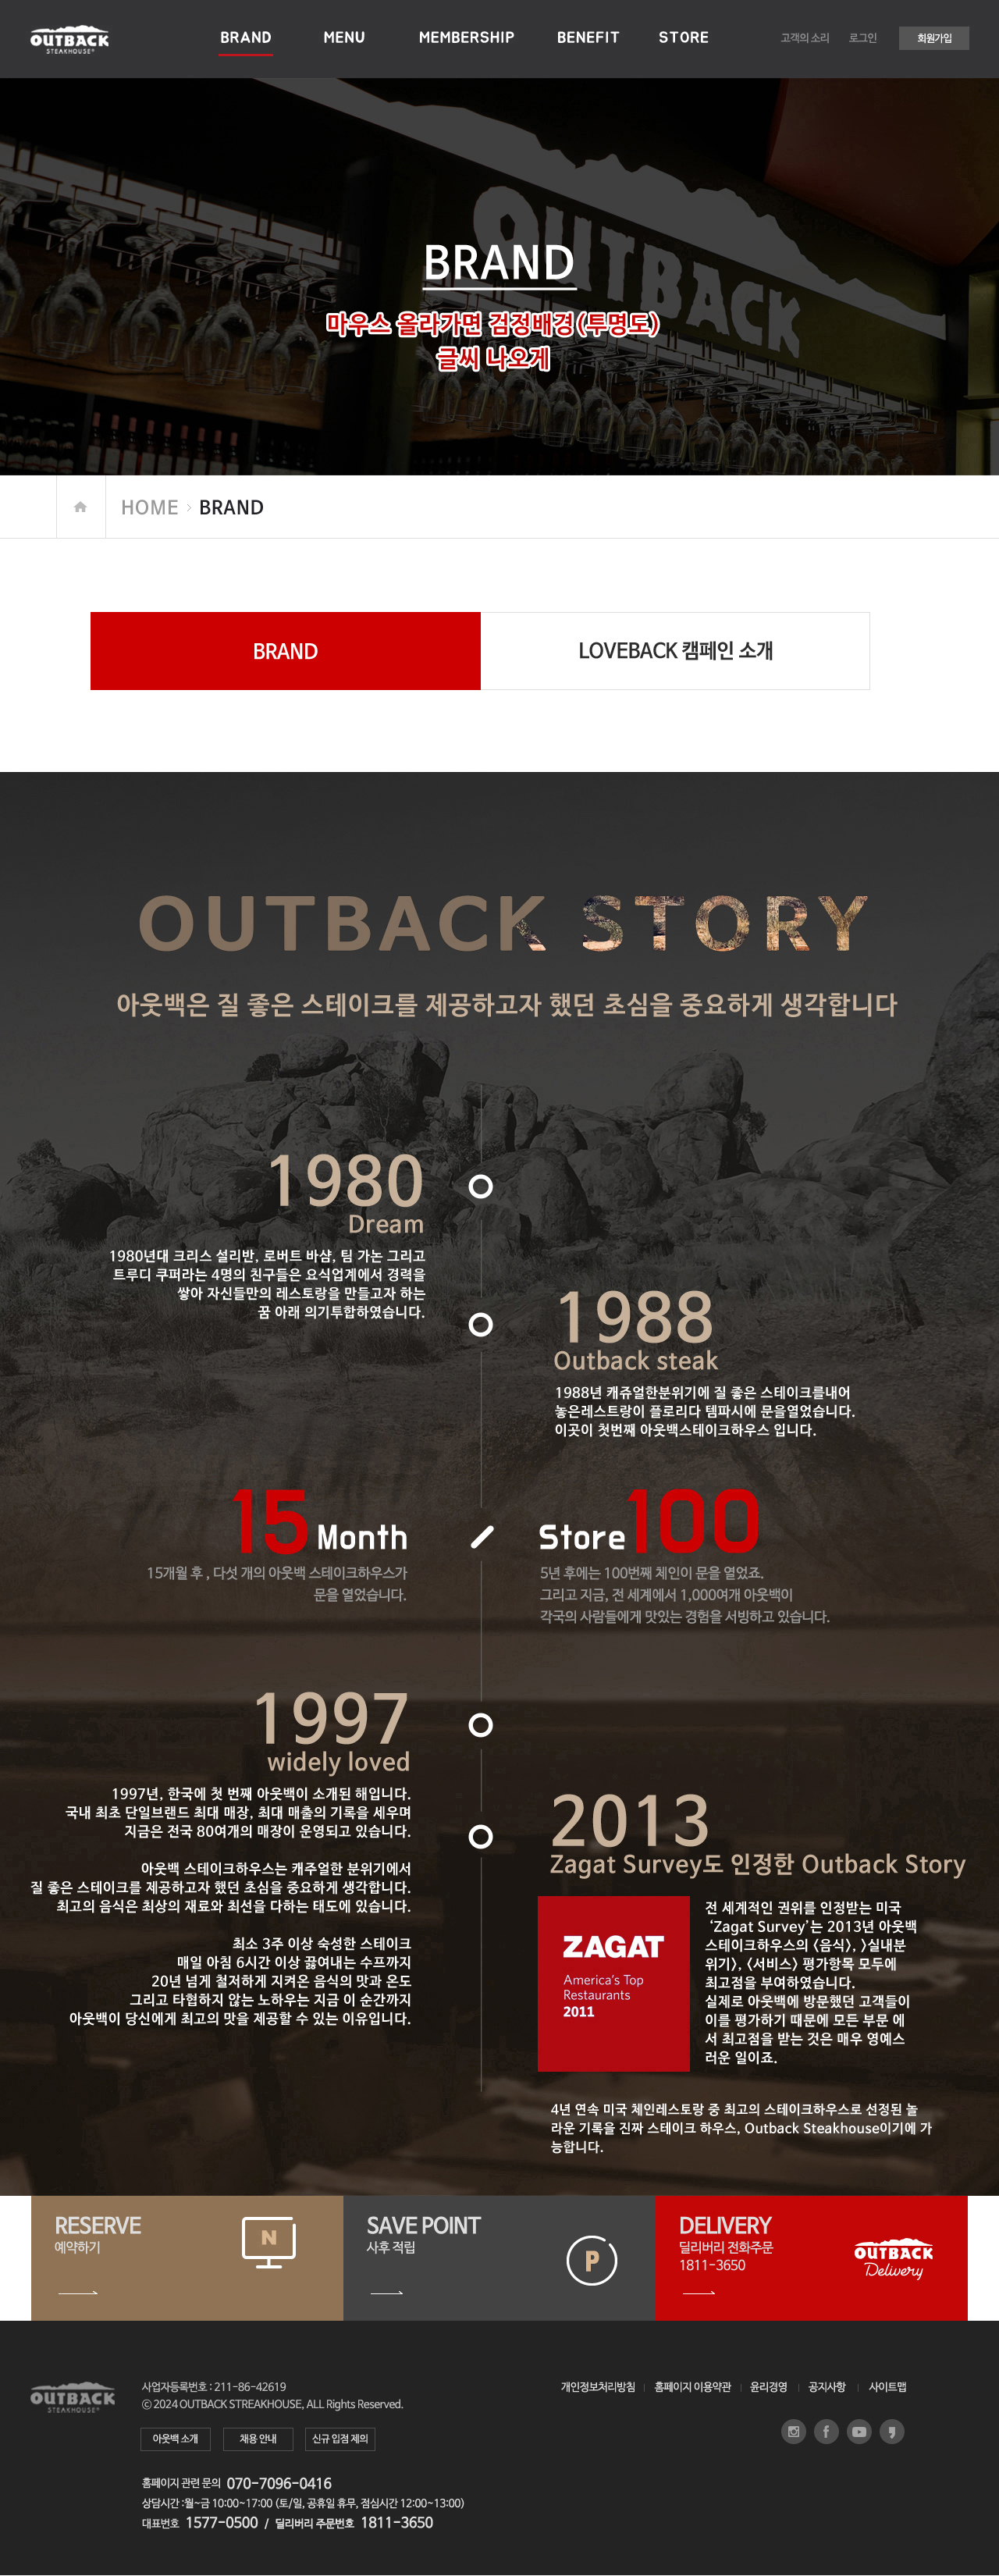 OUTBACK
STEAKHOUSE®
BRAND
MENU
MEMBERSHIP
BENEFIT
STORE
고객의 소리
로그인
회원가입
OUTBACK
BRAND
마우스 올라가면 검정배경(투명도)
글씨 나오게
HOME > BRAND
BRAND
LOVEBACK 캠페인 소개
OUTBACK STORY
아웃백은 질 좋은 스테이크를 제공하고자 했던 초심을 중요하게 생각합니다
1980
Dream
1980년대 크리스 설리반, 로버트 바샴, 팀 가논 그리고
트루디 쿠퍼라는 4명의 친구들은 요식업계에서 경력을
쌓아 자신들만의 레스토랑을 만들고자 하는
꿈 아래 의기투합하였습니다.
1988
Outback steak
1988년 캐쥬얼한분위기에 질 좋은 스테이크를내어
놓은레스트랑이 플로리다 템파시에 문을열었습니다.
이곳이 첫번째 아웃백스테이크하우스 입니다.
15 Month
15개월 후 , 다섯 개의 아웃백 스테이크하우스가
문을 열었습니다.
Store 100
5년 후에는 100번째 체인이 문을 열었죠.
그리고 지금, 전 세계에서 1,000여개 아웃백이
각국의 사람들에게 맛있는 경험을 서빙하고 있습니다.
1997
widely loved
1997년, 한국에 첫 번째 아웃백이 소개된 해입니다.
국내 최초 단일브랜드 최대 매장, 최대 매출의 기록을 세우며
지금은 전국 80여개의 매장이 운영되고 있습니다.
아웃백 스테이크하우스는 캐주얼한 분위기에서
질 좋은 스테이크를 제공하고자 했던 초심을 중요하게 생각합니다.
최고의 음식은 최상의 재료와 최선을 다하는 태도에 있습니다.
최소 3주 이상 숙성한 스테이크
매일 아침 6시간 이상 끓여내는 수프까지
20년 넘게 철저하게 지켜온 음식의 맛과 온도
그리고 타협하지 않는 노하우는 지금 이 순간까지
아웃백이 당신에게 최고의 맛을 제공할 수 있는 이유입니다.
2013
Zagat Survey도 인정한 Outback Story
ZAGAT
America's Top
Restaurants
2011
전 세계적인 권위를 인정받는 미국
‘Zagat Survey’는 2013년 아웃백
스테이크하우스의 <음식>, >실내분
위기>, <서비스> 평가항목 모두에
최고점을 부여하였습니다.
실제로 아웃백에 방문했던 고객들이
이를 평가하기 때문에 모든 부문 에
서 최고점을 받는 것은 매우 영예스
러운 일이죠.
4년 연속 미국 체인레스토랑 중 최고의 스테이크하우스로 선정된 놀
라운 기록을 진짜 스테이크 하우스, Outback Steakhouse이기에 가
능합니다.
RESERVE
예약하기
N
SAVE POINT
사후 적립
P
DELIVERY
딜리버리 전화주문
1811-3650
OUTBACK
Delivery
OUTBACK
STEAKHOUSE®
사업자등록번호 : 211-86-42619
© 2024 OUTBACK STREAKHOUSE, ALL Rights Reserved.
아웃백 소개
채용 안내
신규 입점 제의
개인정보처리방침 | 홈페이지 이용약관 | 윤리경영 | 공지사항 | 사이트맵
홈페이지 관련 문의 070-7096-0416
상담시간 :월~금 10:00~17:00 (토/일, 공휴일 휴무, 점심시간 12:00~13:00)
대표번호 1577-0500 / 딜리버리 주문번호 1811-3650